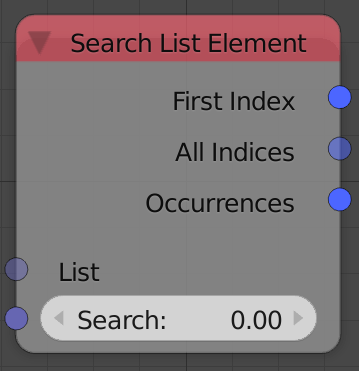 Search List Element
First Index
All Indices
Occurrences
List
Search: 0.00